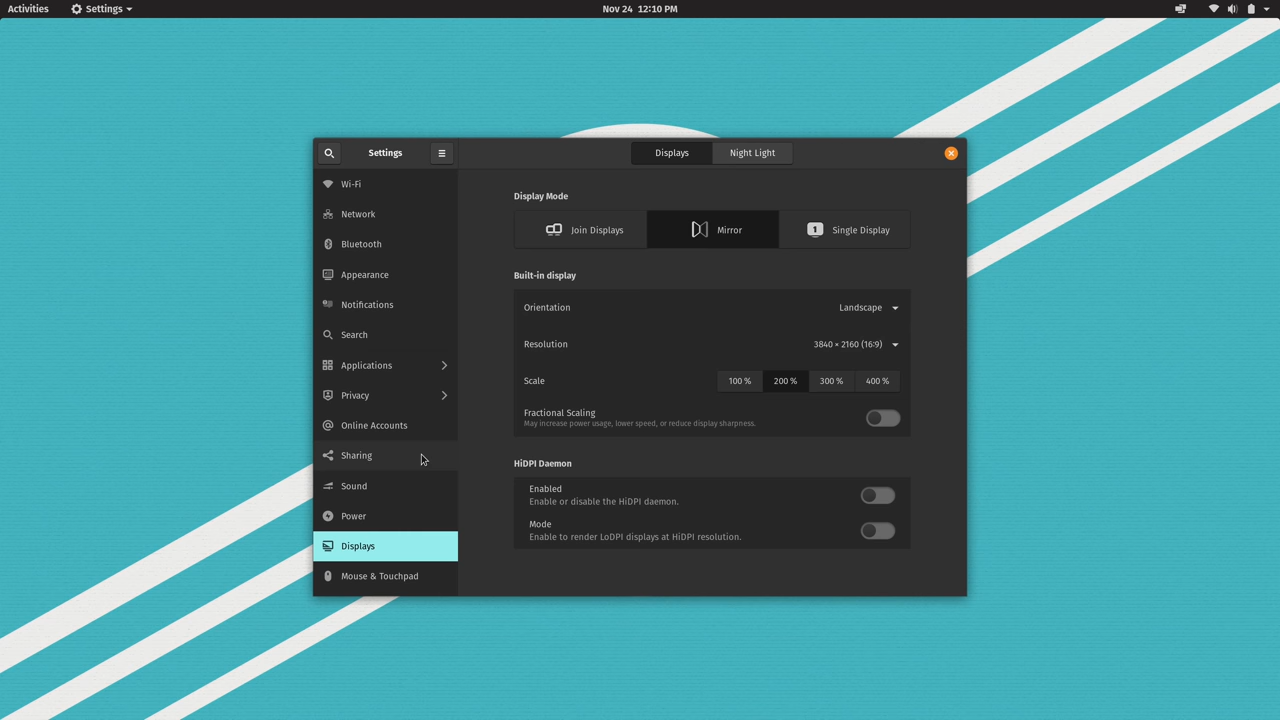 Activities
Settings
Nov 24 12:10 PM
Settings
Displays
Night Light
Wi-Fi
Network
Bluetooth
Appearance
Notifications
Search
Applications
Privacy
Online Accounts
Sharing
Sound
Power
Displays
Mouse & Touchpad
Display Mode
Join Displays
Mirror
1
Single Display
Built-in display
Orientation
Landscape
Resolution
3840 × 2160 (16:9)
Scale
100 %
200 %
300 %
400 %
Fractional Scaling
May increase power usage, lower speed, or reduce display sharpness.
HiDPI Daemon
Enabled
Enable or disable the HiDPI daemon.
Mode
Enable to render LoDPI displays at HiDPI resolution.